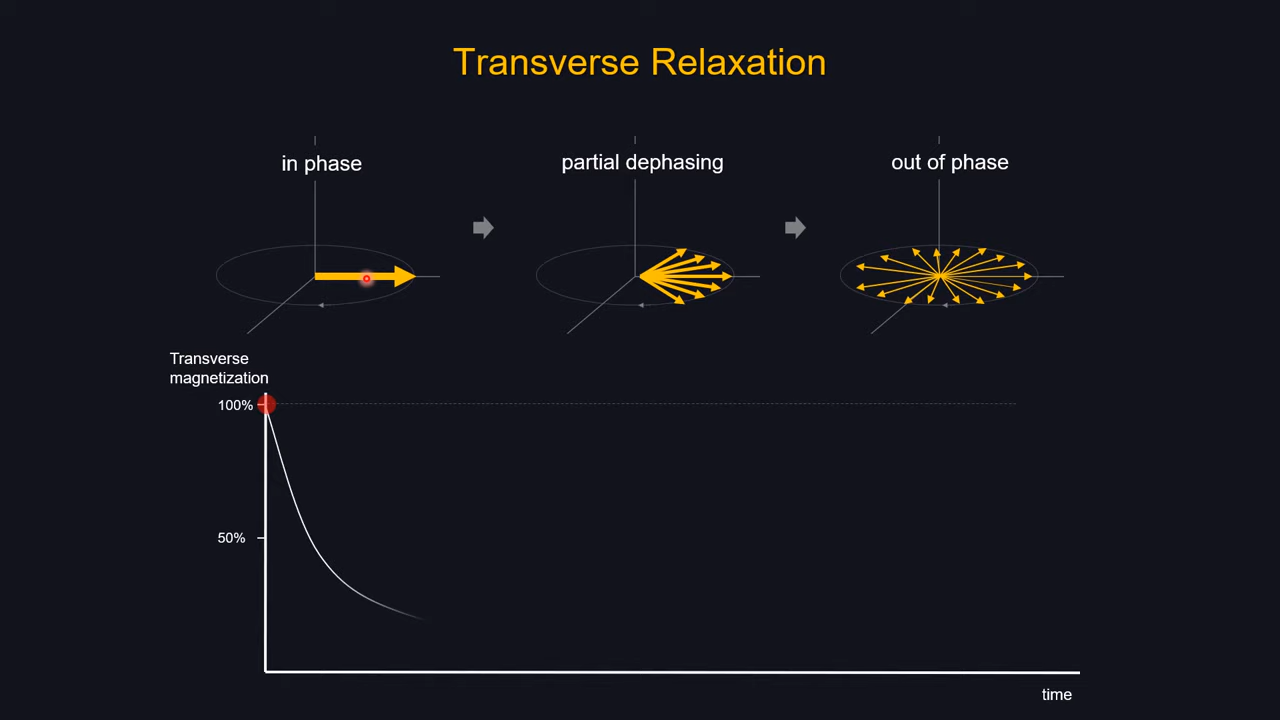 Transverse Relaxation
in phase
partial dephasing
out of phase
Transverse
magnetization
100%
50%
time